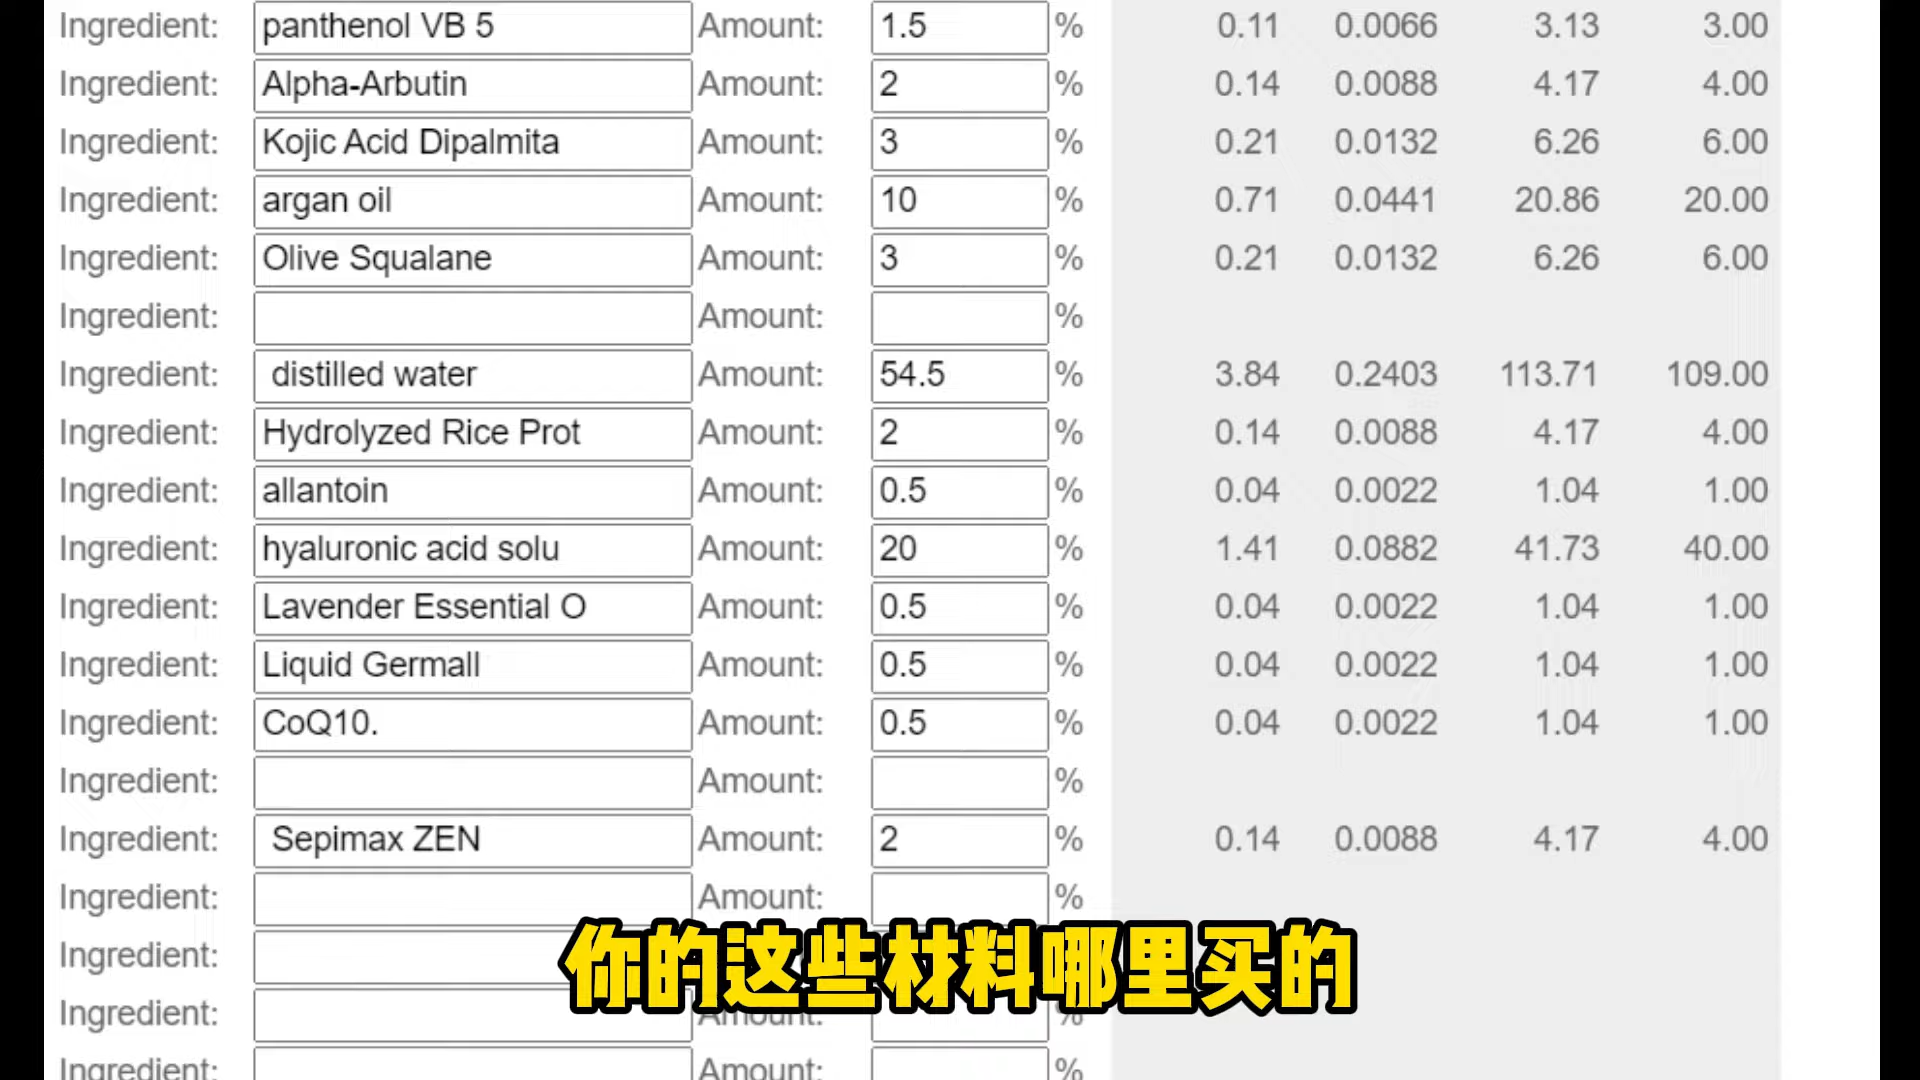 Ingredient: panthenol VB 5 Amount: 1.5 % 0.11 0.0066 3.13 3.00
Ingredient: Alpha-Arbutin Amount: 2 % 0.14 0.0088 4.17 4.00
Ingredient: Kojic Acid Dipalmita Amount: 3 % 0.21 0.0132 6.26 6.00
Ingredient: argan oil Amount: 10 % 0.71 0.0441 20.86 20.00
Ingredient: Olive Squalane Amount: 3 % 0.21 0.0132 6.26 6.00
Ingredient: Amount: %
Ingredient: distilled water Amount: 54.5 % 3.84 0.2403 113.71 109.00
Ingredient: Hydrolyzed Rice Prot Amount: 2 % 0.14 0.0088 4.17 4.00
Ingredient: allantoin Amount: 0.5 % 0.04 0.0022 1.04 1.00
Ingredient: hyaluronic acid solu Amount: 20 % 1.41 0.0882 41.73 40.00
Ingredient: Lavender Essential O Amount: 0.5 % 0.04 0.0022 1.04 1.00
Ingredient: Liquid Germall Amount: 0.5 % 0.04 0.0022 1.04 1.00
Ingredient: CoQ10. Amount: 0.5 % 0.04 0.0022 1.04 1.00
Ingredient: Amount: %
Ingredient: Sepimax ZEN Amount: 2 % 0.14 0.0088 4.17 4.00
Ingredient: Amount: %
Ingredient:
你的这些材料哪里买的
Ingredient: Amount: %
Ingredient: Amount: %